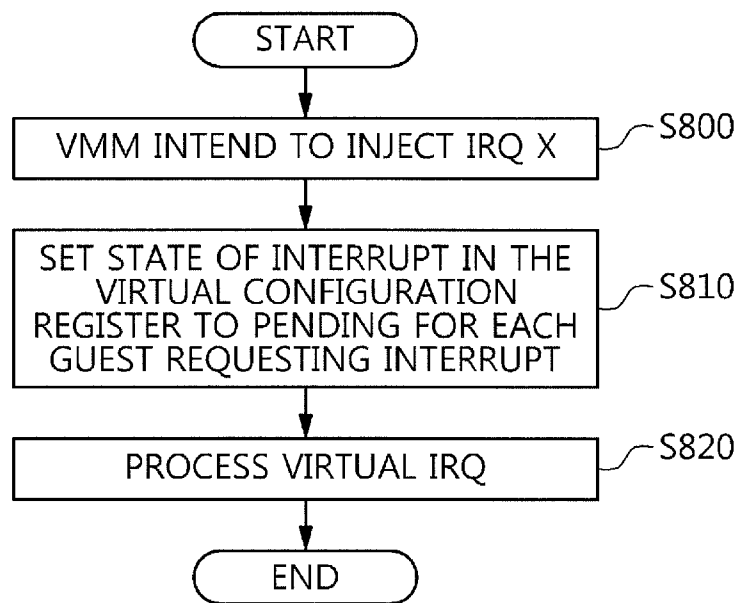 START
VMM INTEND TO INJECT IRQ X
S800
SET STATE OF INTERRUPT IN THE
VIRTUAL CONFIGURATION
REGISTER TO PENDING FOR EACH
GUEST REQUESTING INTERRUPT
S810
PROCESS VIRTUAL IRQ
S820
END